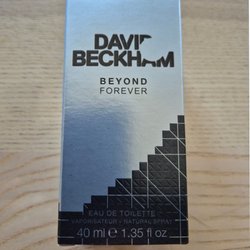 DAVID
BECKHAM
BEYOND
FOREVER
EAU DE TOILETTE
VAPORISATEUR • NATURAL SPRAY
40 ml ℮ 1.35 fl oz